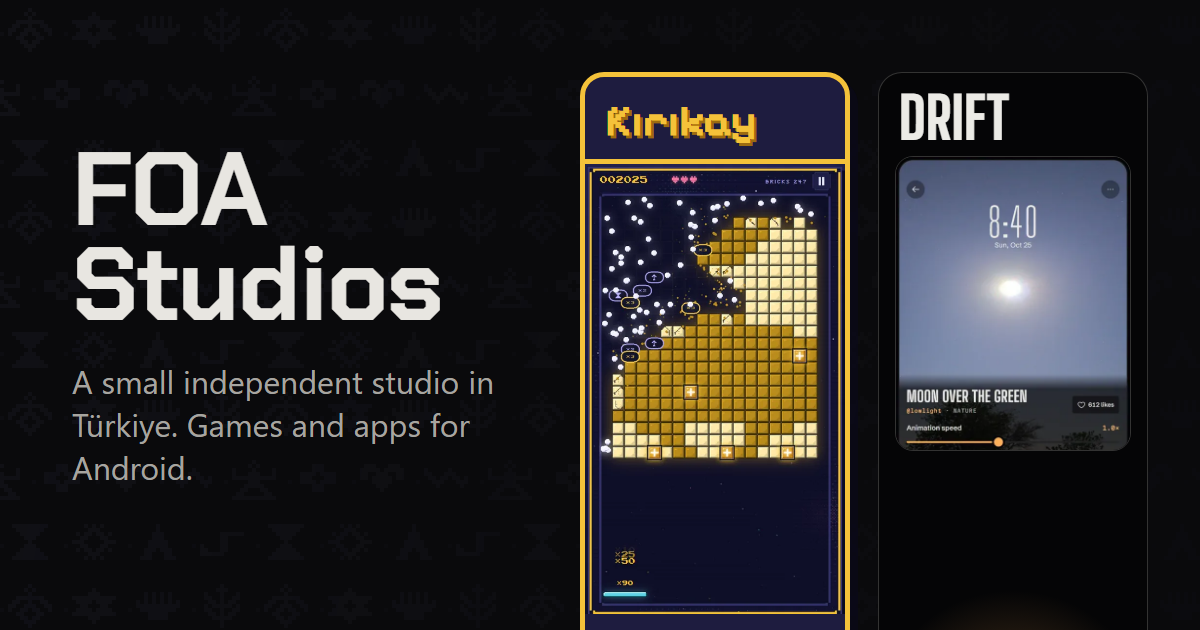 FOA
Studios
A small independent studio in
Türkiye. Games and apps for
Android.
Kırıkay
002025
BRICKS 247
×25
×50
×90
DRIFT
8:40
Sun, Oct 25
MOON OVER THE GREEN
@lowlight · NATURE
612 likes
Animation speed
1.0×